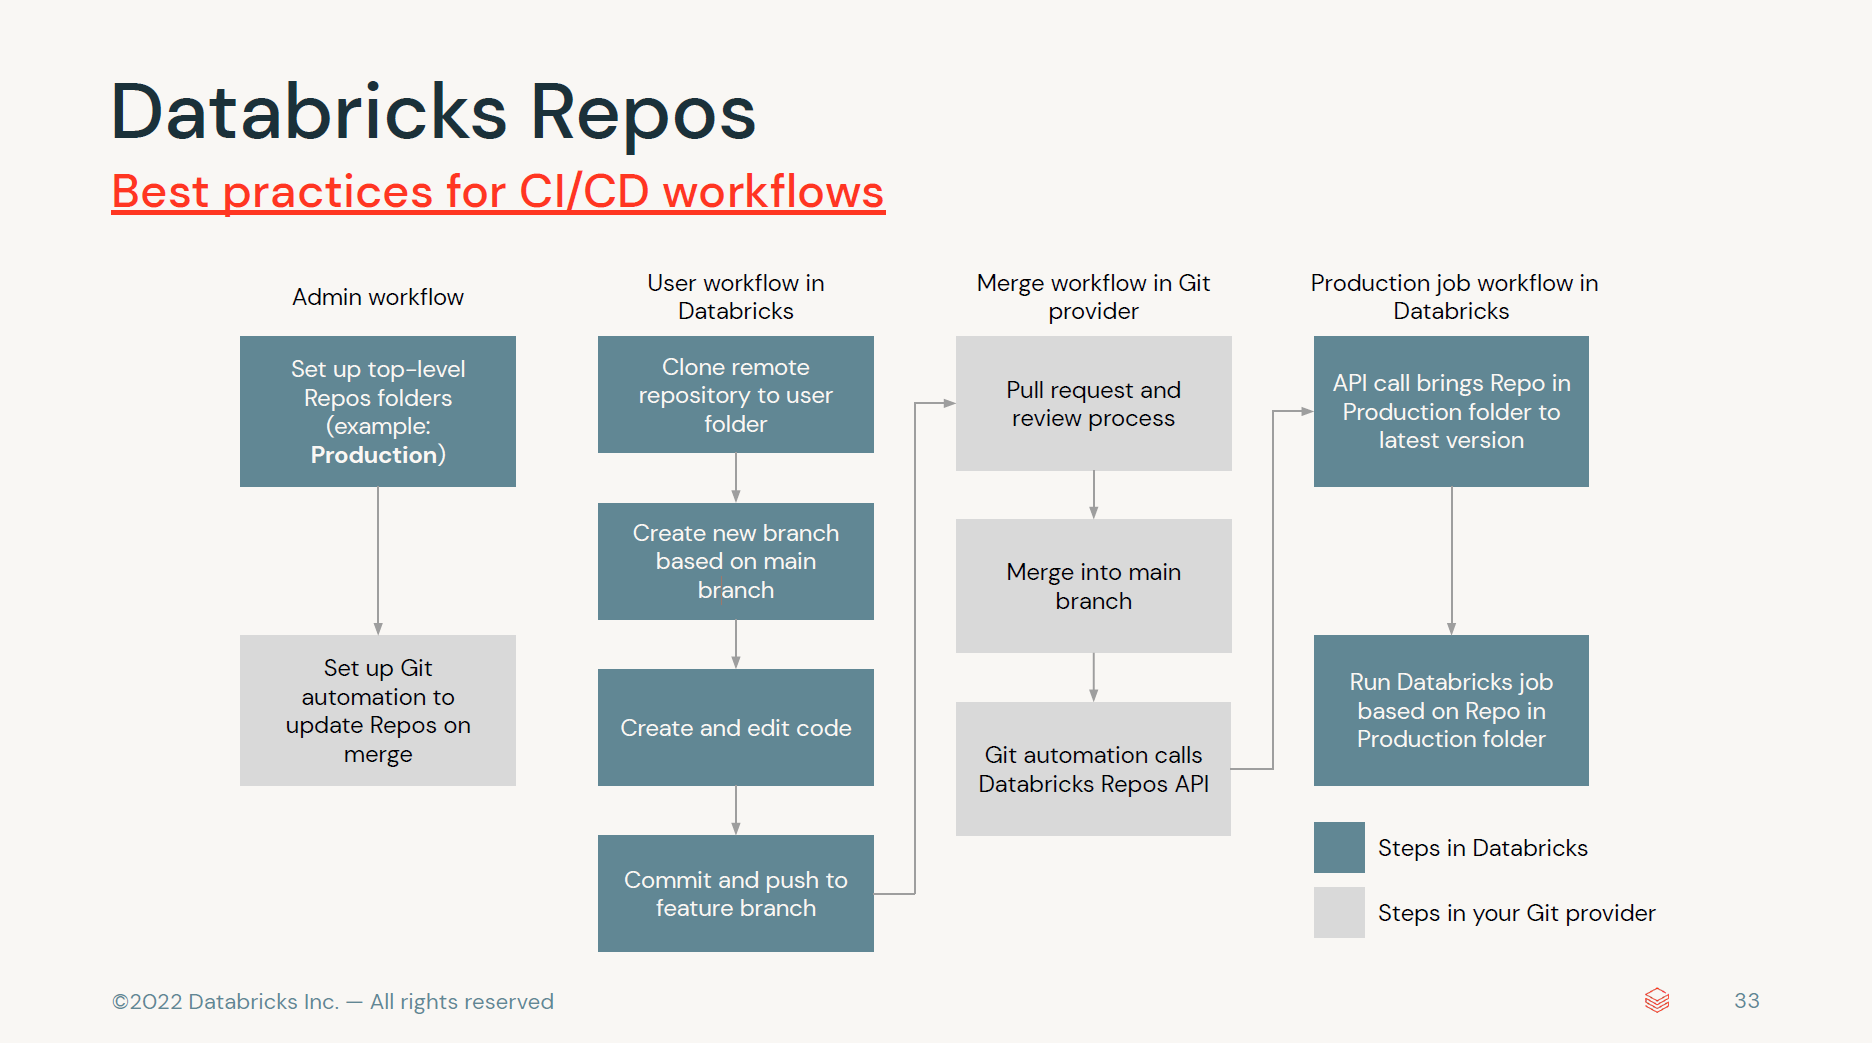 Databricks Repos
Best practices for CI/CD workflows
Admin workflow
Set up top-level
Repos folders
(example:
Production)
Set up Git
automation to
update Repos on
merge
User workflow in
Databricks
Clone remote
repository to user
folder
Create new branch
based on main
branch
Create and edit code
Commit and push to
feature branch
Merge workflow in Git
provider
Pull request and
review process
Merge into main
branch
Git automation calls
Databricks Repos API
Production job workflow in
Databricks
API call brings Repo in
Production folder to
latest version
Run Databricks job
based on Repo in
Production folder
Steps in Databricks
Steps in your Git provider
©2022 Databricks Inc. — All rights reserved
33